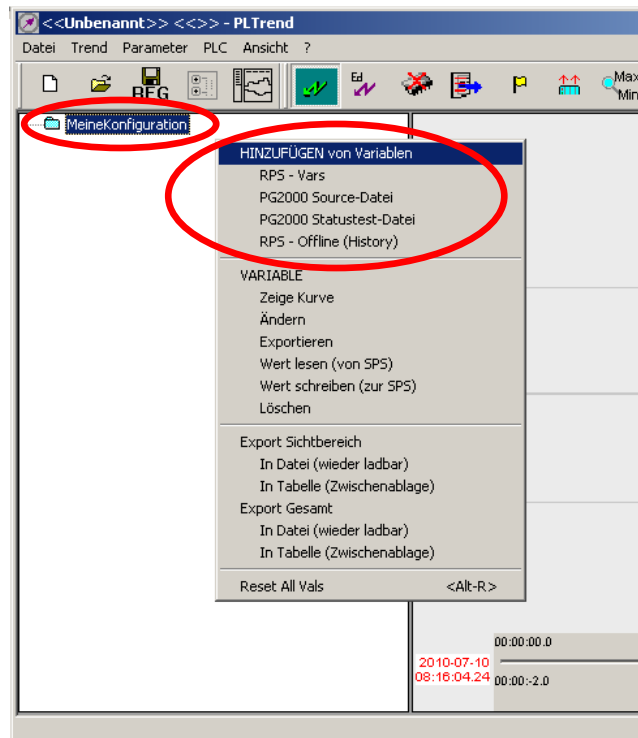 <<Unbenannt>> <<>> - PLTrend
Datei Trend Parameter PLC Ansicht ?
REG Ed Max Min
MeineKonfiguration
HINZUFÜGEN von Variablen
RPS - Vars
PG2000 Source-Datei
PG2000 Statustest-Datei
RPS - Offline (History)
VARIABLE
Zeige Kurve
Ändern
Exportieren
Wert lesen (von SPS)
Wert schreiben (zur SPS)
Löschen
Export Sichtbereich
In Datei (wieder ladbar)
In Tabelle (Zwischenablage)
Export Gesamt
In Datei (wieder ladbar)
In Tabelle (Zwischenablage)
Reset All Vals <Alt-R>
00:00:00.0
2010-07-10
08:16:04.24 00:00:-2.0